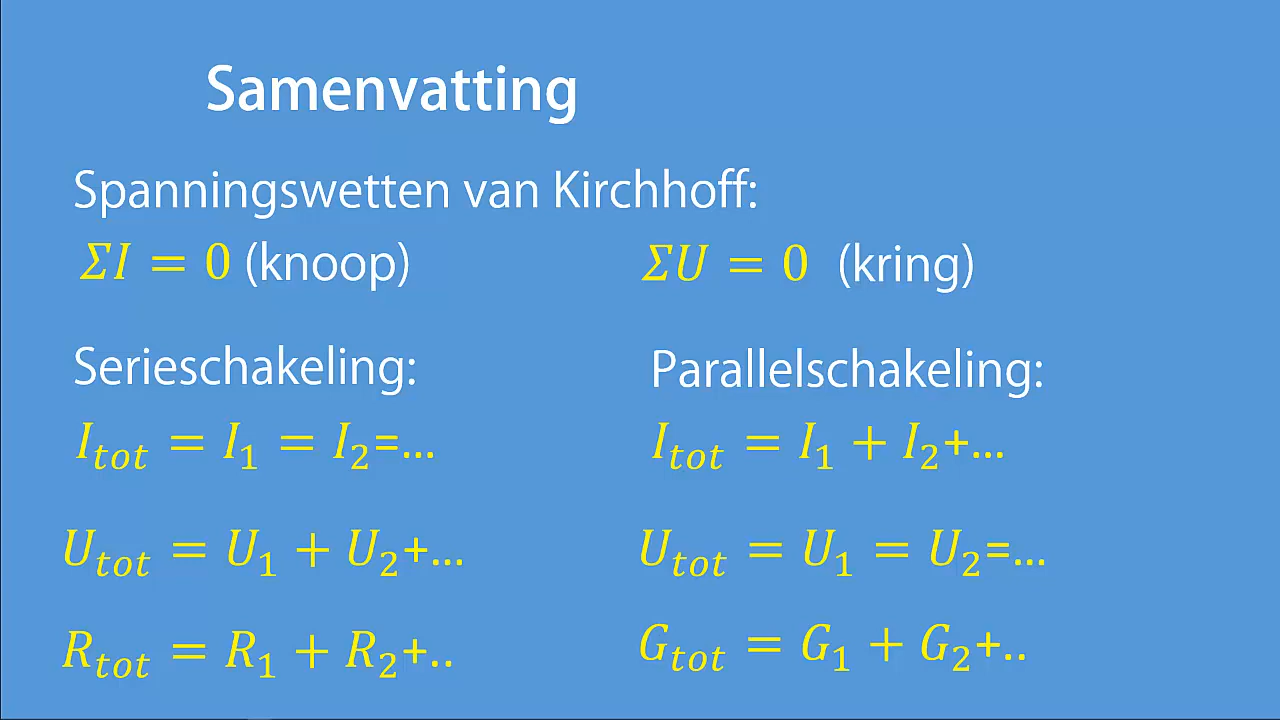 Samenvatting
Spanningswetten van Kirchhoff:
ΣI = 0 (knoop)
ΣU = 0 (kring)
Serieschakeling:
I_tot = I_1 = I_2=...
U_tot = U_1 + U_2+...
R_tot = R_1 + R_2+..
Parallelschakeling:
I_tot = I_1 + I_2+...
U_tot = U_1 = U_2=...
G_tot = G_1 + G_2+..